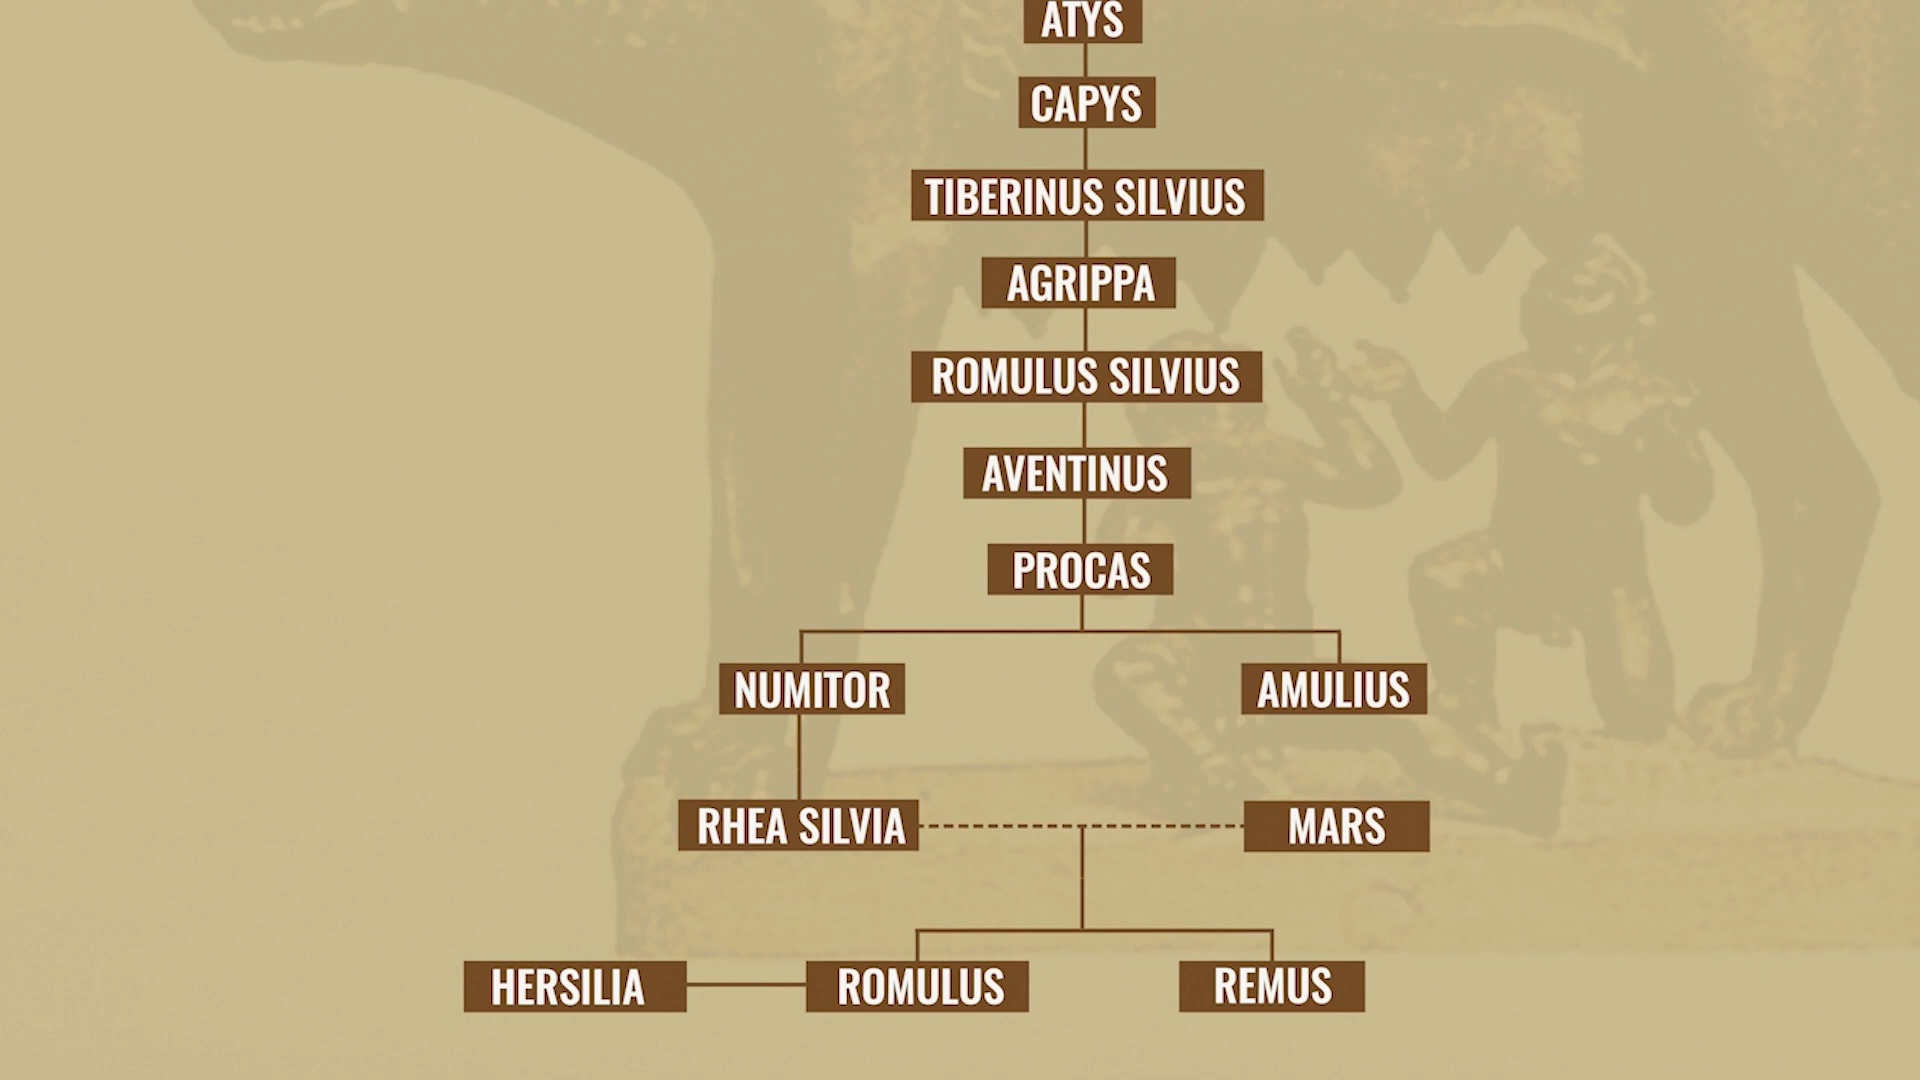 ATYS
CAPYS
TIBERINUS SILVIUS
AGRIPPA
ROMULUS SILVIUS
AVENTINUS
PROCAS
NUMITOR
AMULIUS
RHEA SILVIA
MARS
HERSILIA
ROMULUS
REMUS